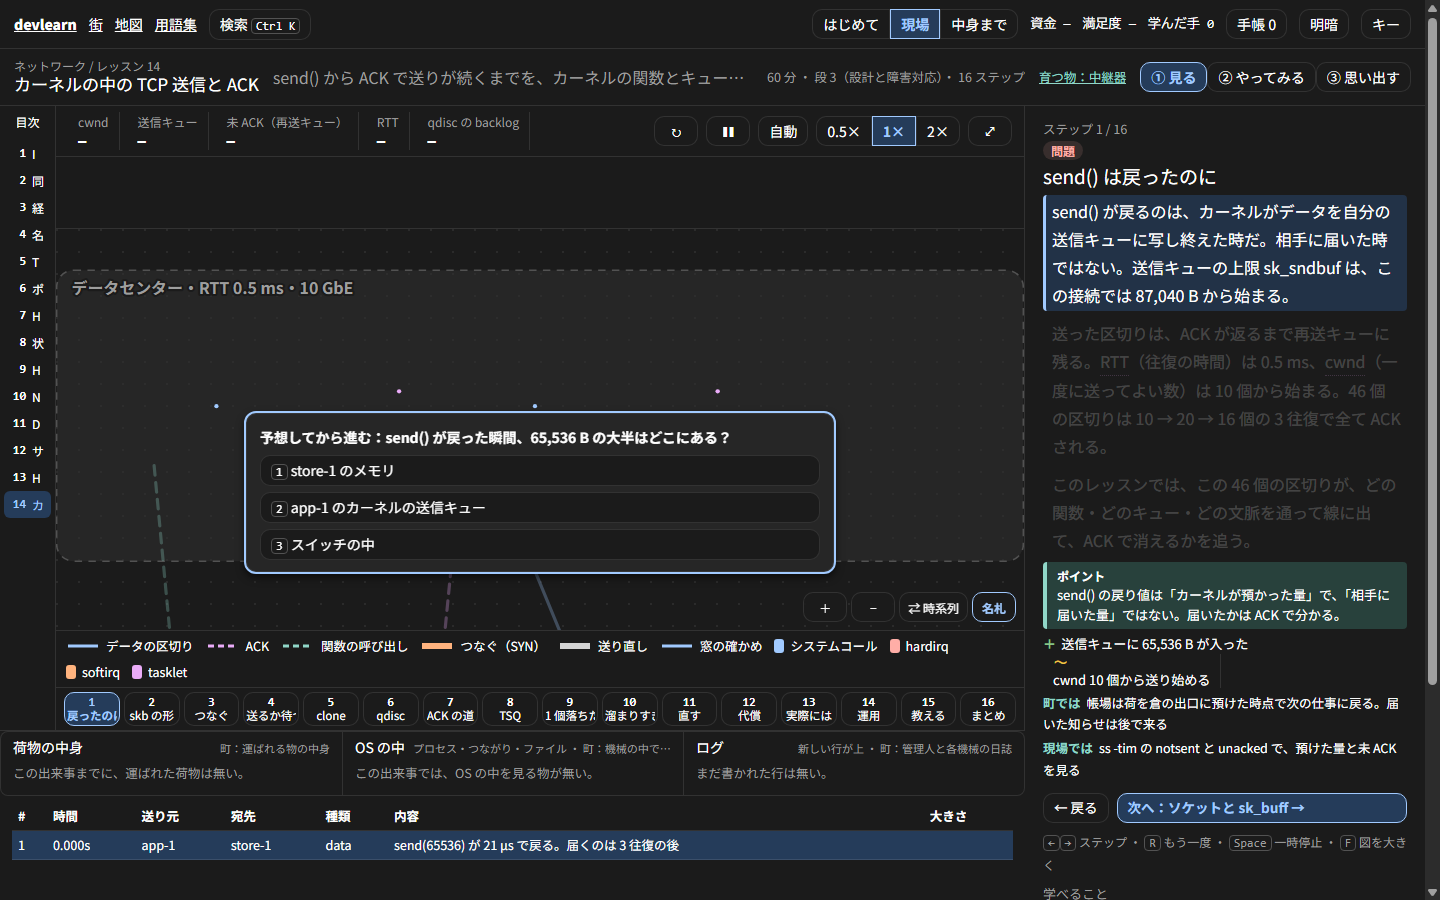 devlearn 街 地図 用語集 検索 Ctrl K はじめて 現場 中身まで 資金 – 満足度 – 学んだ手 0 手帳 0 明暗 キー
ネットワーク / レッスン 14
カーネルの中の TCP 送信と ACK send() から ACK で送りが続くまでを、カーネルの関数とキュー… 60 分 ・ 段 3（設計と障害対応）・ 16 ステップ 育つ物：中継器 ① 見る ② やってみる ③ 思い出す
目次
1 I
2 同
3 経
4 名
5 T
6 ポ
7 H
8 状
9 H
10 N
11 D
12 サ
13 H
14 カ
cwnd –
送信キュー –
未 ACK（再送キュー） –
RTT –
qdisc の backlog –
↻ 自動 0.5× 1× 2× ⤢
データセンター・RTT 0.5 ms・10 GbE
予想してから進む：send() が戻った瞬間、65,536 B の大半はどこにある？
1 store-1 のメモリ
2 app-1 のカーネルの送信キュー
3 スイッチの中
＋ － ⇄ 時系列 名札
データの区切り ACK 関数の呼び出し つなぐ（SYN） 送り直し 窓の確かめ システムコール hardirq
softirq tasklet
1 戻ったのに
2 skb の形
3 つなぐ
4 送るか待
5 clone
6 qdisc
7 ACK の道
8 TSQ
9 1 個落ちた
10 溜まりす
11 直す
12 代償
13 実際には
14 運用
15 教える
16 まとめ
荷物の中身 町：運ばれる物の中身
この出来事までに、運ばれた荷物は無い。
OS の中 プロセス・つながり・ファイル ・ 町：機械の中で…
この出来事では、OS の中を見る物が無い。
ログ 新しい行が上 ・ 町：管理人と各機械の日誌
まだ書かれた行は無い。
# 時間 送り元 宛先 種類 内容 大きさ
1 0.000s app-1 store-1 data send(65536) が 21 µs で戻る。届くのは 3 往復の後
ステップ 1 / 16
問題
send() は戻ったのに
send() が戻るのは、カーネルがデータを自分の
送信キューに写し終えた時だ。相手に届いた時
ではない。送信キューの上限 sk_sndbuf は、こ
の接続では 87,040 B から始まる。
送った区切りは、ACK が返るまで再送キューに
残る。RTT（往復の時間）は 0.5 ms、cwnd（一
度に送ってよい数）は 10 個から始まる。46 個
の区切りは 10 → 20 → 16 個の 3 往復で全て ACK
される。
このレッスンでは、この 46 個の区切りが、どの
関数・どのキュー・どの文脈を通って線に出
て、ACK で消えるかを追う。
ポイント
send() の戻り値は「カーネルが預かった量」で、「相手に
届いた量」ではない。届いたかは ACK で分かる。
＋ 送信キューに 65,536 B が入った
〜
cwnd 10 個から送り始める
町では 帳場は荷を倉の出口に預けた時点で次の仕事に戻る。届
いた知らせは後で来る
現場では ss -tim の notsent と unacked で、預けた量と未 ACK
を見る
← 戻る 次へ：ソケットと sk_buff →
← → ステップ ・ R もう一度 ・ Space 一時停止 ・ F 図を大き
く
学べること